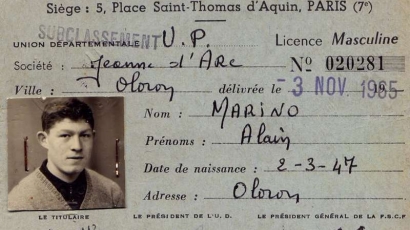 Siège : 5, Place Saint-Thomas d'Aquin, PARIS (7e)
SUBCLASSEMENT
UNION DÉPARTEMENTALE U.P. Licence Masculine
Société : Jeanne d'Arc Nº 020281
Ville : Oloron délivrée le - 3 NOV. 1965
Nom : MARINO
Prénoms : Alain
Date de naissance : 2-3-47
Adresse : Oloron
LE TITULAIRE LE PRÉSIDENT DE L'U. D. LE PRÉSIDENT GÉNÉRAL DE LA F.S.C.F